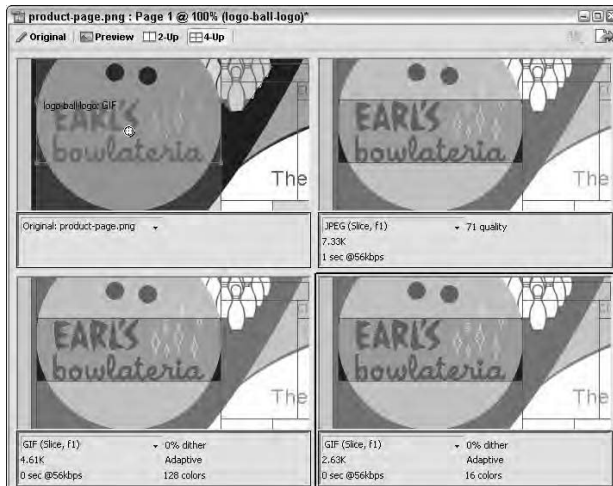 product-page.png : Page 1 @ 100% (logo-ball-logo)*
Original Preview 2-Up 4-Up
logo-ball-logo: GIF
EARL'S
bowlateria
The
Original: product-page.png
EARL'S
bowlateria
The
JPEG (Slice, f1) 71 quality
7.33K
1 sec @56kbps
EARL'S
bowlateria
The
GIF (Slice, f1) 0% dither
4.61K Adaptive
0 sec @56kbps 128 colors
EARL'S
bowlateria
The
GIF (Slice, f1) 0% dither
2.63K Adaptive
0 sec @56kbps 16 colors